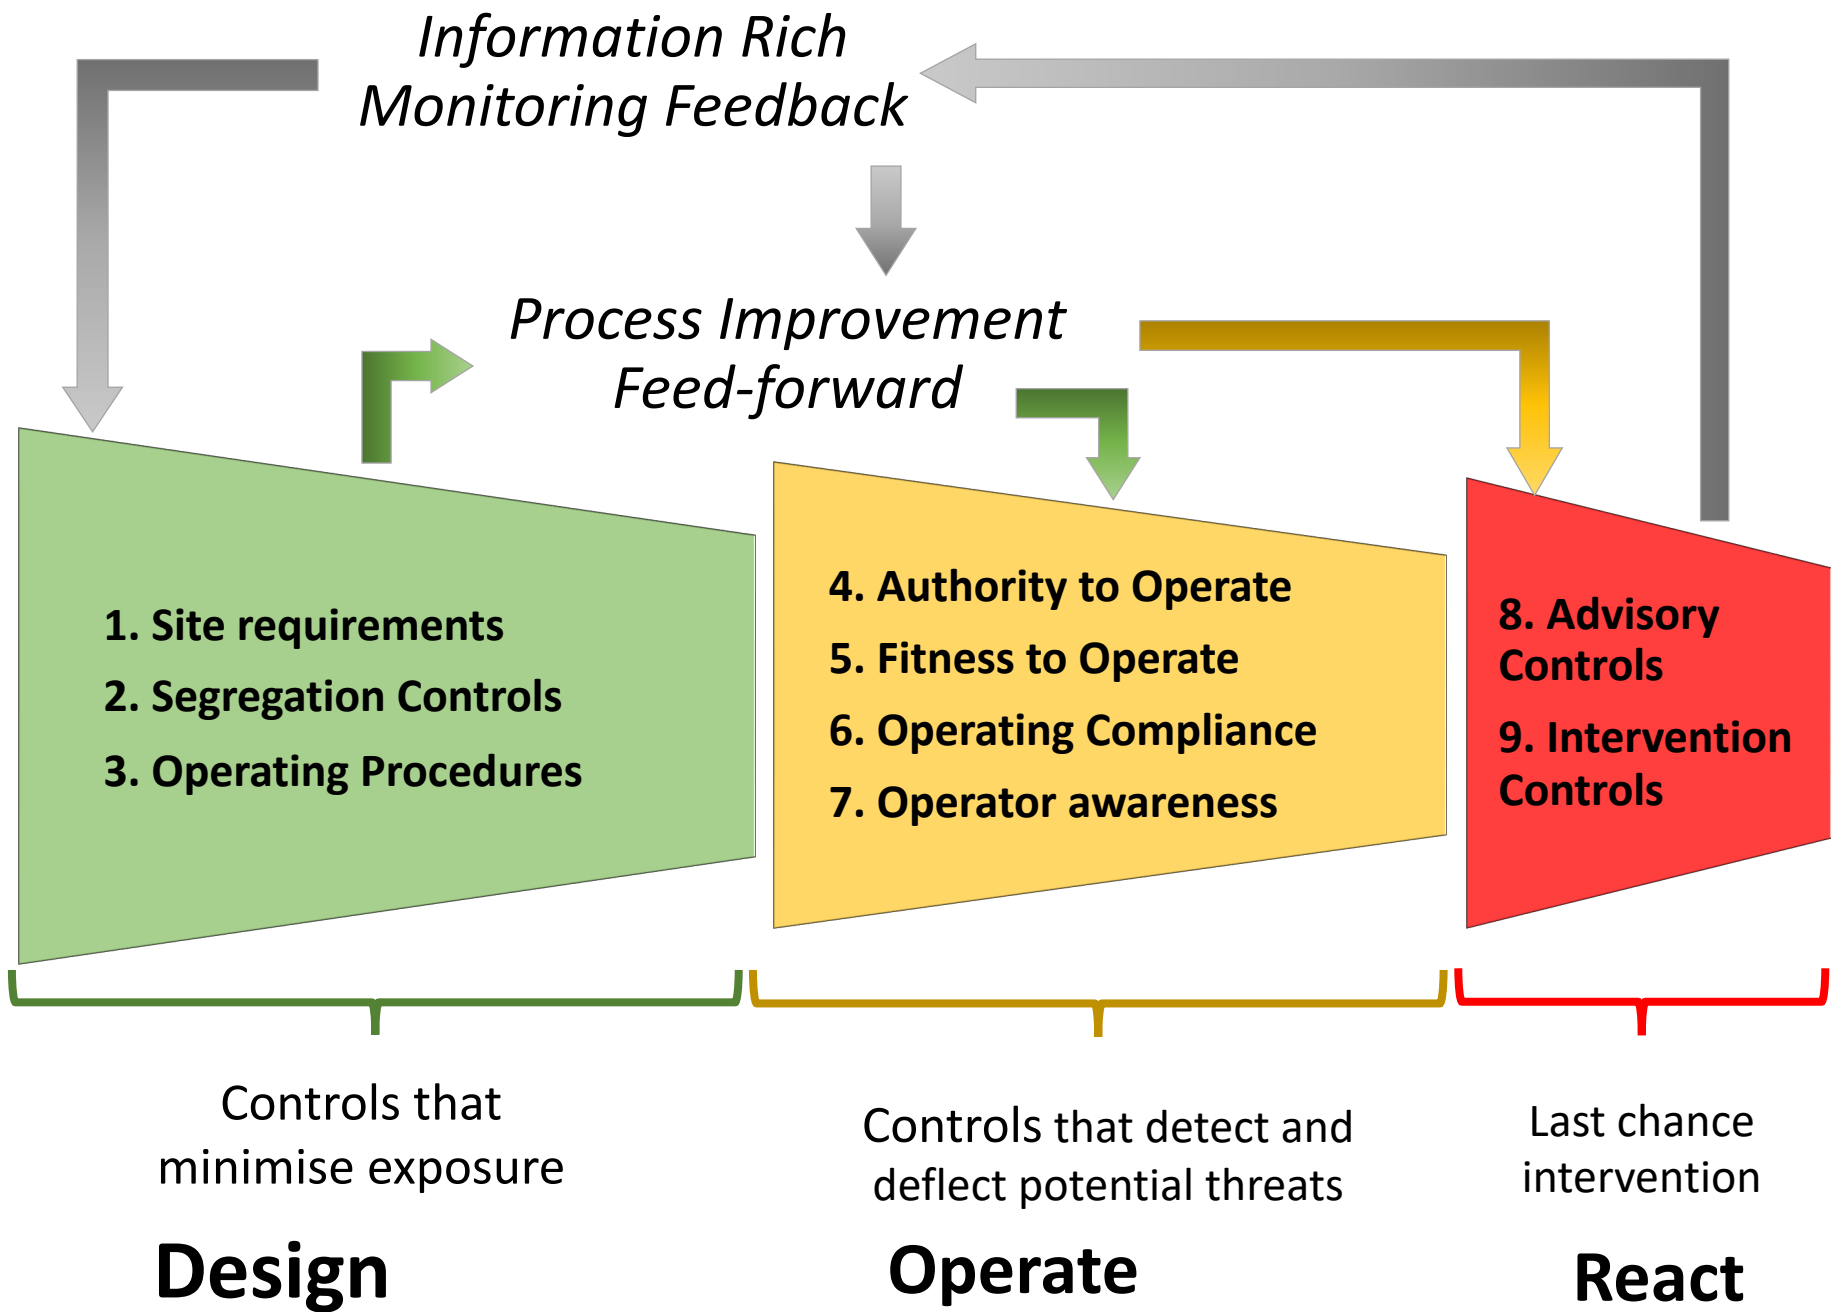 Information Rich
Monitoring Feedback
Process Improvement
Feed-forward
1. Site requirements
2. Segregation Controls
3. Operating Procedures
4. Authority to Operate
5. Fitness to Operate
6. Operating Compliance
7. Operator awareness
8. Advisory
Controls
9. Intervention
Controls
Controls that
minimise exposure
Design
Controls that detect and
deflect potential threats
Operate
Last chance
intervention
React